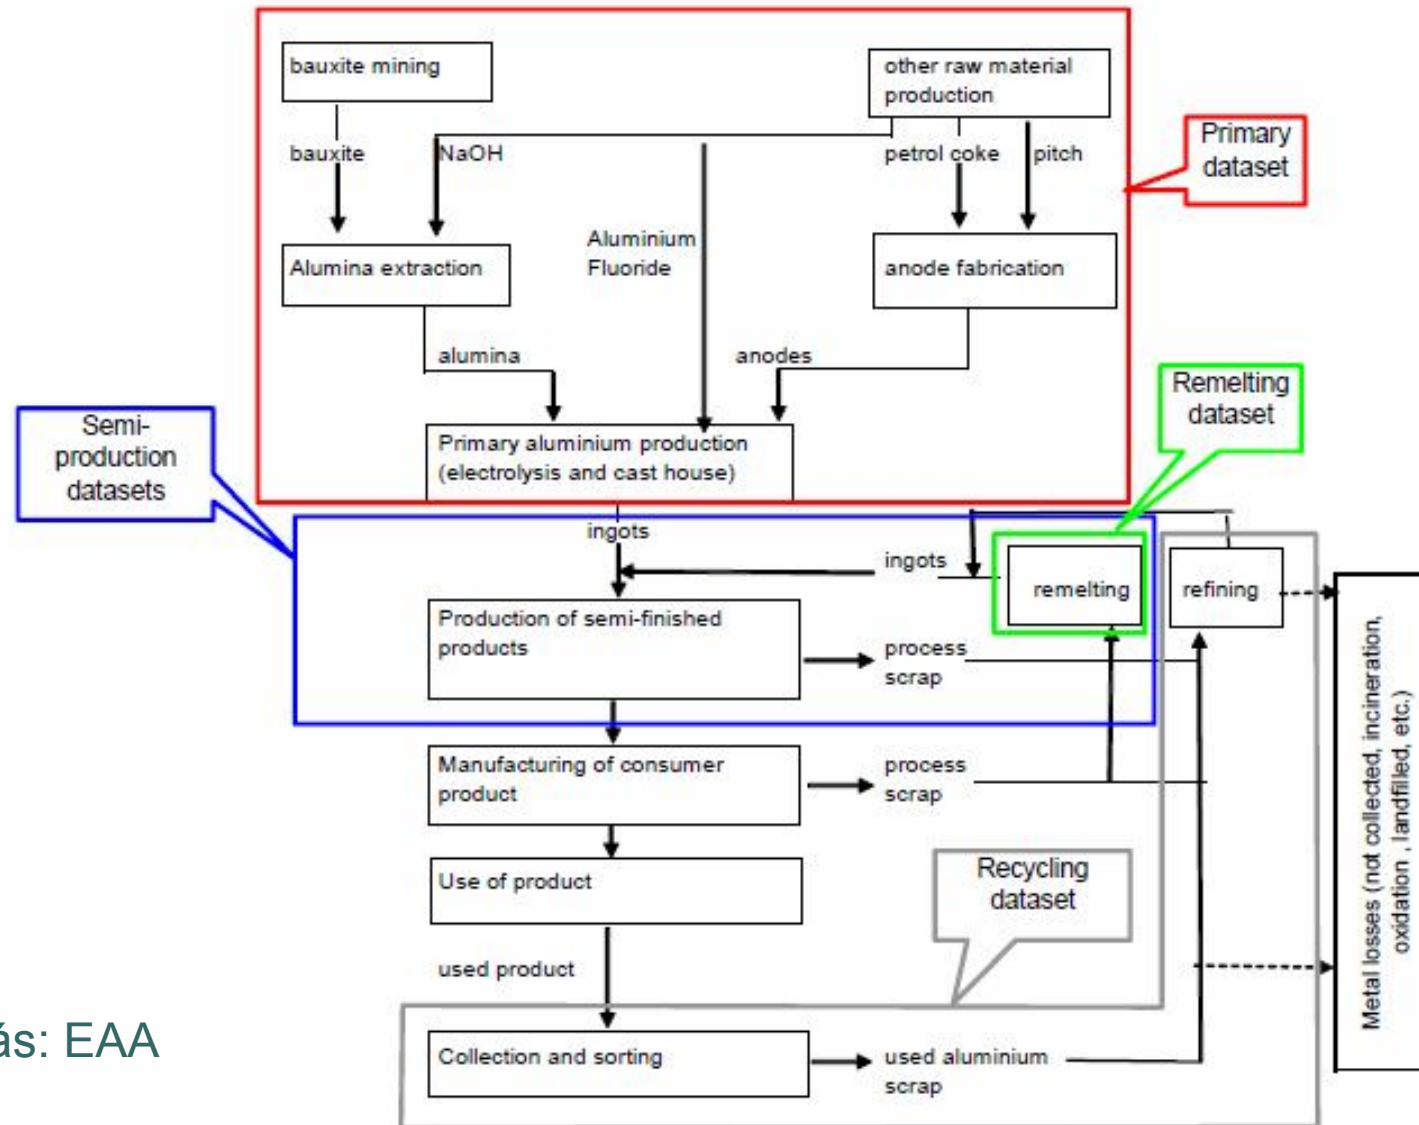 bauxite mining
other raw material
production
Primary
dataset
bauxite
NaOH
petrol coke
pitch
Aluminium
Fluoride
Alumina extraction
anode fabrication
alumina
anodes
Remelting
dataset
Semi-
production
datasets
Primary aluminium production
(electrolysis and cast house)
ingots
ingots
remelting
refining
Production of semi-finished
products
process
scrap
Manufacturing of consumer
product
process
scrap
Metal losses (not collected, incineration,
oxidation , landfilled, etc.)
Use of product
Recycling
dataset
used product
Collection and sorting
used aluminium
scrap
ás: EAA